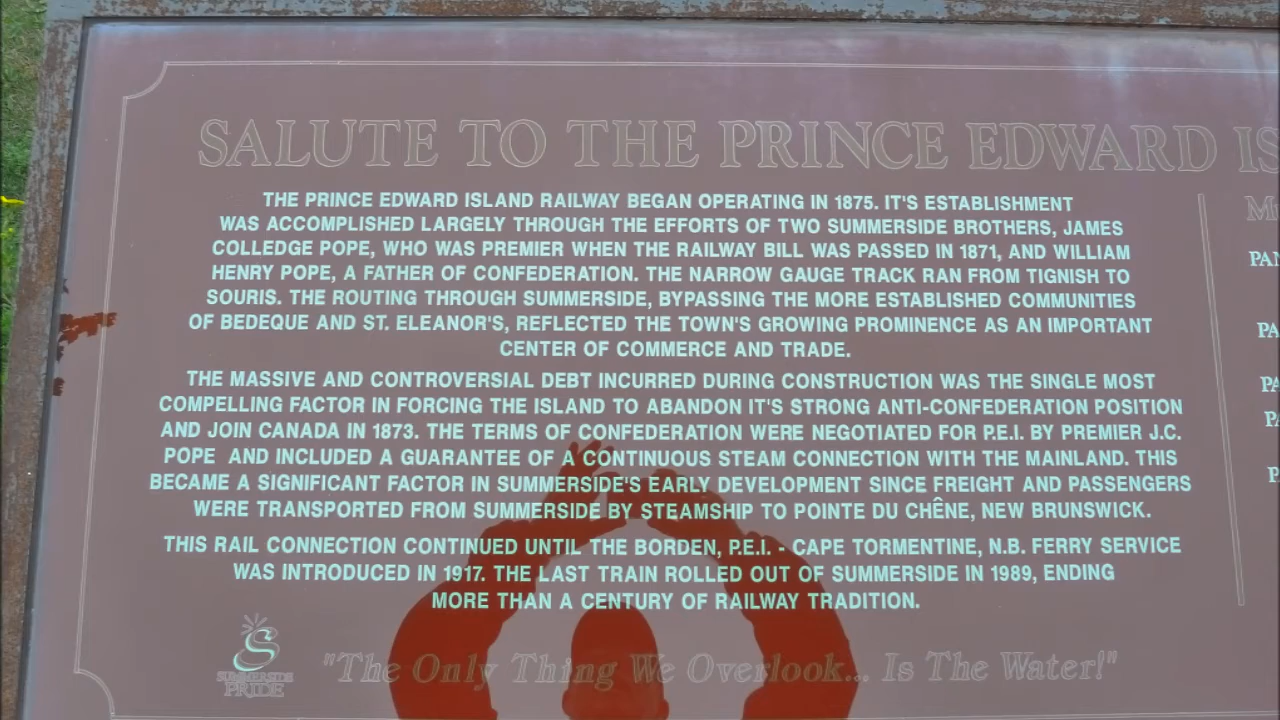 SALUTE TO THE PRINCE EDWARD IS
THE PRINCE EDWARD ISLAND RAILWAY BEGAN OPERATING IN 1875. IT'S ESTABLISHMENT
WAS ACCOMPLISHED LARGELY THROUGH THE EFFORTS OF TWO SUMMERSIDE BROTHERS, JAMES
COLLEDGE POPE, WHO WAS PREMIER WHEN THE RAILWAY BILL WAS PASSED IN 1871, AND WILLIAM
HENRY POPE, A FATHER OF CONFEDERATION. THE NARROW GAUGE TRACK RAN FROM TIGNISH TO
SOURIS. THE ROUTING THROUGH SUMMERSIDE, BYPASSING THE MORE ESTABLISHED COMMUNITIES
OF BEDEQUE AND ST. ELEANOR'S, REFLECTED THE TOWN'S GROWING PROMINENCE AS AN IMPORTANT
CENTER OF COMMERCE AND TRADE.
THE MASSIVE AND CONTROVERSIAL DEBT INCURRED DURING CONSTRUCTION WAS THE SINGLE MOST
COMPELLING FACTOR IN FORCING THE ISLAND TO ABANDON IT'S STRONG ANTI-CONFEDERATION POSITION
AND JOIN CANADA IN 1873. THE TERMS OF CONFEDERATION WERE NEGOTIATED FOR P.E.I. BY PREMIER J.C.
POPE AND INCLUDED A GUARANTEE OF A CONTINUOUS STEAM CONNECTION WITH THE MAINLAND. THIS
BECAME A SIGNIFICANT FACTOR IN SUMMERSIDE'S EARLY DEVELOPMENT SINCE FREIGHT AND PASSENGERS
WERE TRANSPORTED FROM SUMMERSIDE BY STEAMSHIP TO POINTE DU CHÊNE, NEW BRUNSWICK.
THIS RAIL CONNECTION CONTINUED UNTIL THE BORDEN, P.E.I. - CAPE TORMENTINE, N.B. FERRY SERVICE
WAS INTRODUCED IN 1917. THE LAST TRAIN ROLLED OUT OF SUMMERSIDE IN 1989, ENDING
MORE THAN A CENTURY OF RAILWAY TRADITION.
S
SUMMERSIDE
PRIDE
"The Only Thing We Overlook... Is The Water!"